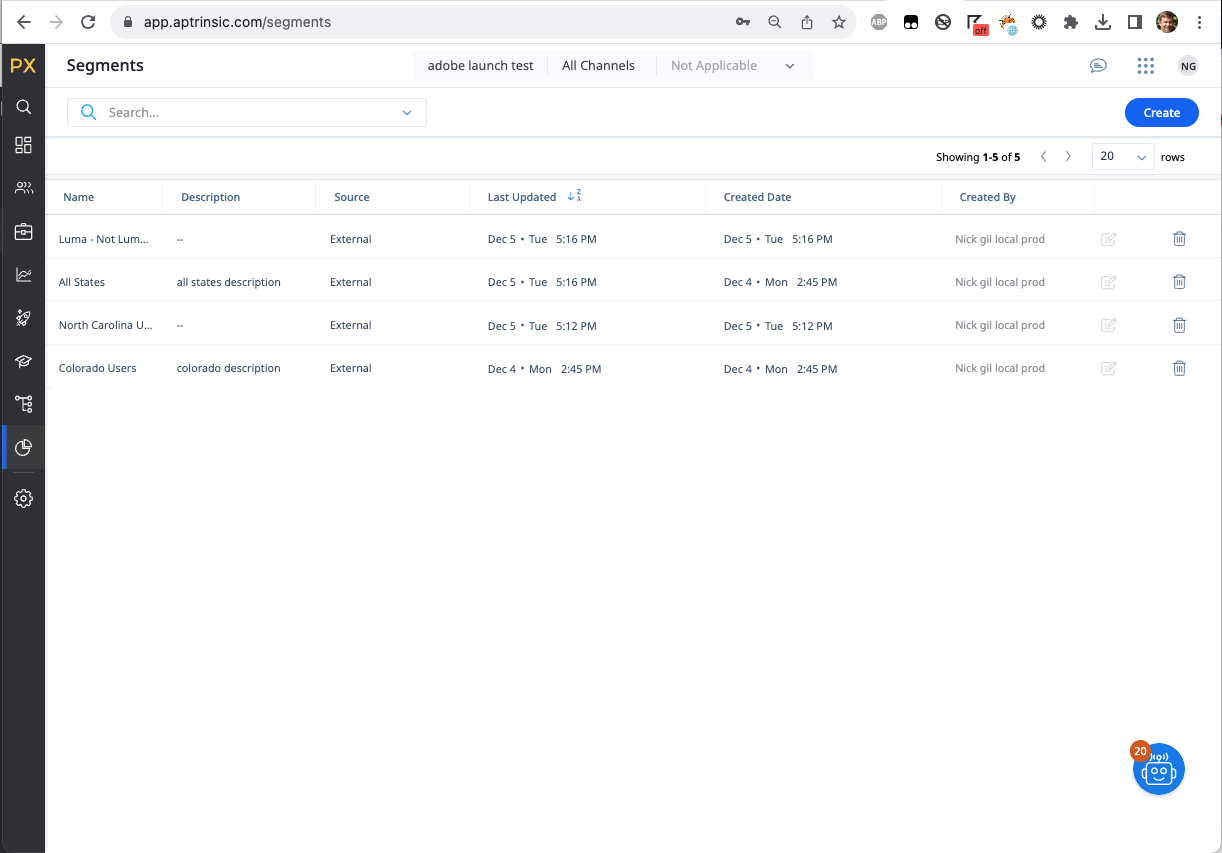 app.aptrinsic.com/segments
ABP
off
PX
Segments
adobe launch test
All Channels
Not Applicable
NG
Search...
Create
Showing 1-5 of 5
20
rows
Name Description Source Last Updated Z A Created Date Created By
Luma - Not Lum... -- External Dec 5 • Tue 5:16 PM Dec 5 • Tue 5:16 PM Nick gil local prod
All States all states description External Dec 5 • Tue 5:16 PM Dec 4 • Mon 2:45 PM Nick gil local prod
North Carolina U... -- External Dec 5 • Tue 5:12 PM Dec 5 • Tue 5:12 PM Nick gil local prod
Colorado Users colorado description External Dec 4 • Mon 2:45 PM Dec 4 • Mon 2:45 PM Nick gil local prod
20